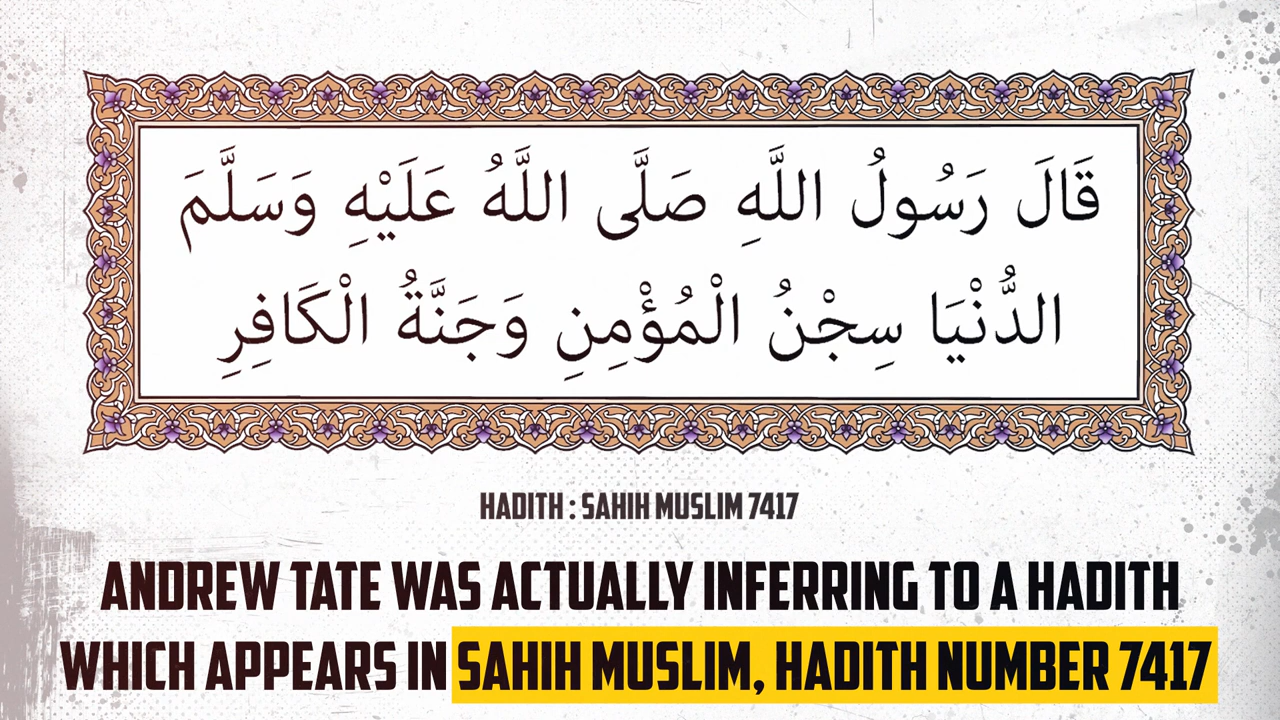 قَالَ رَسُولُ اللَّهِ صَلَّى اللَّهُ عَلَيْهِ وَسَلَّمَ
الدُّنْيَا سِجْنُ الْمُؤْمِنِ وَجَنَّةُ الْكَافِرِ
HADITH : SAHIH MUSLIM 7417
ANDREW TATE WAS ACTUALLY INFERRING TO A HADITH
WHICH APPEARS IN SAHIH MUSLIM, HADITH NUMBER 7417